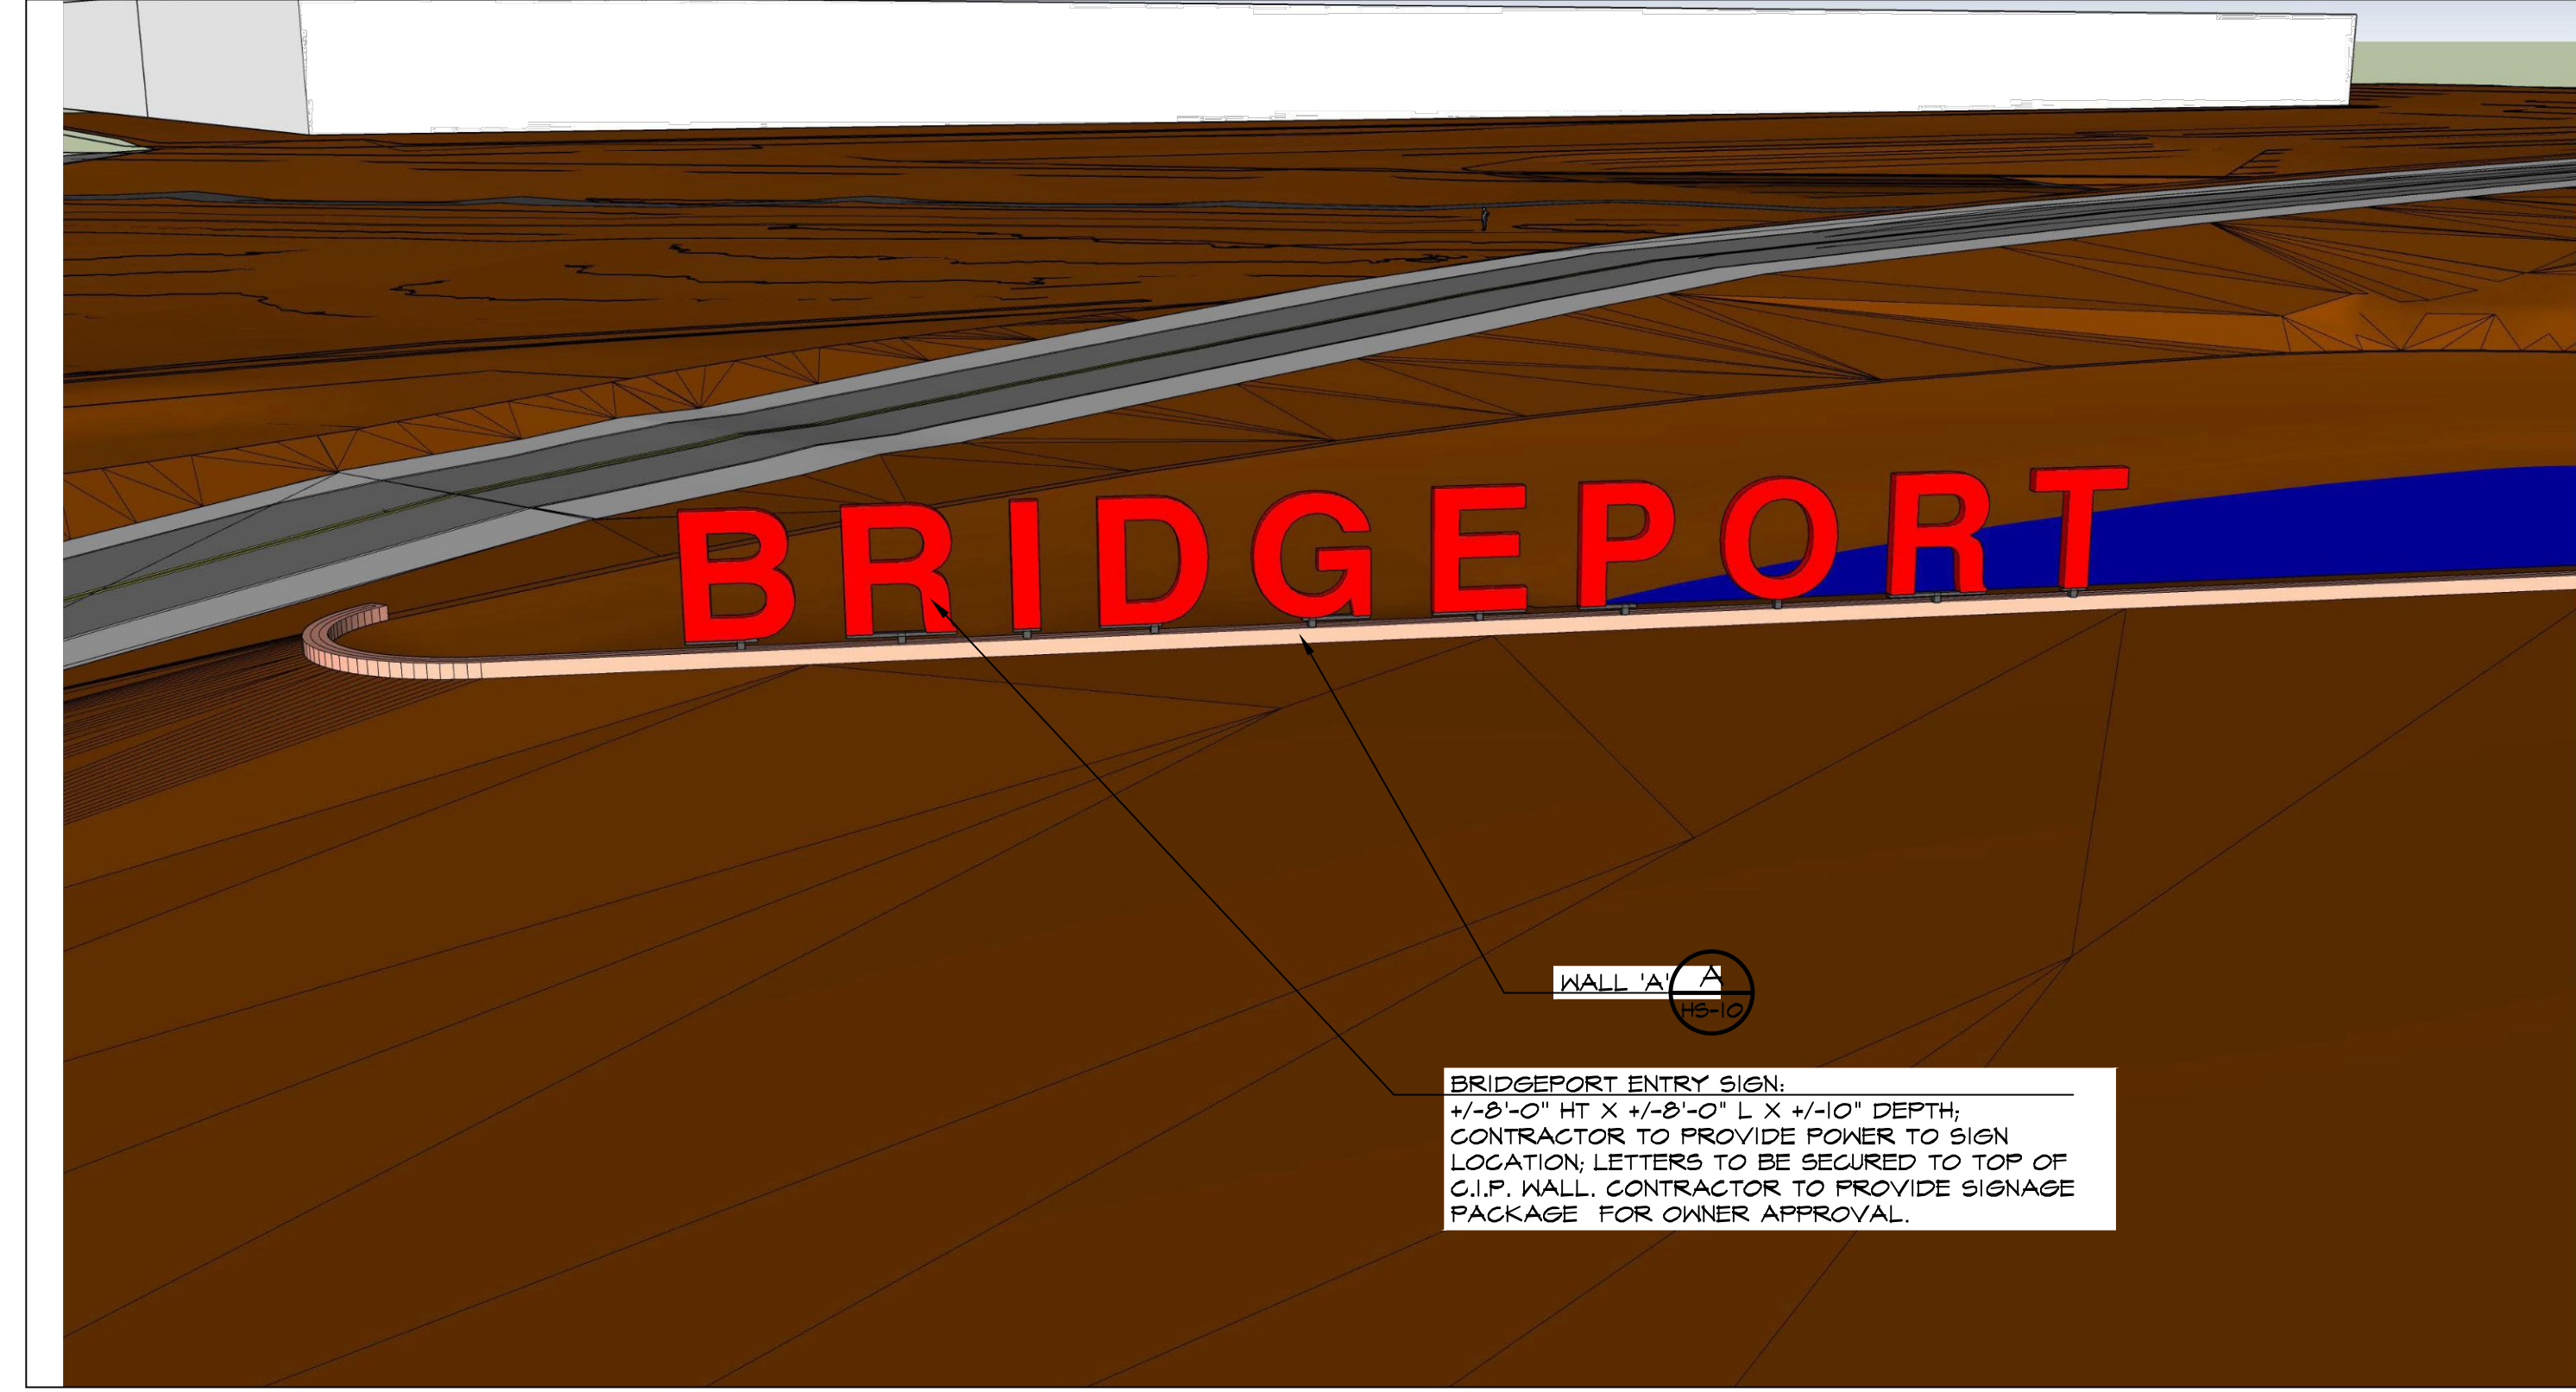 BRIDGEPORT
WALL 'A'
A
HS-10
BRIDGEPORT ENTRY SIGN:
+/-8'-0" HT X +/-8'-0" L X +/-10" DEPTH;
CONTRACTOR TO PROVIDE POWER TO SIGN
LOCATION; LETTERS TO BE SECURED TO TOP OF
C.I.P. WALL. CONTRACTOR TO PROVIDE SIGNAGE
PACKAGE FOR OWNER APPROVAL.